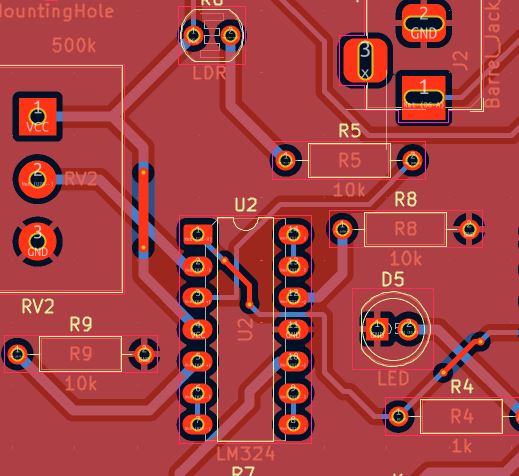 MountingHole
500k
LDR
2
GND
3
X
1
J2
Barrel_Jack
1
VCC
2
RV2
3
GND
RV2
R5
R5
10k
U2
R8
R8
10k
D5
D5
LED
R9
R9
10k
U2
LM324
R4
R4
1k
R7